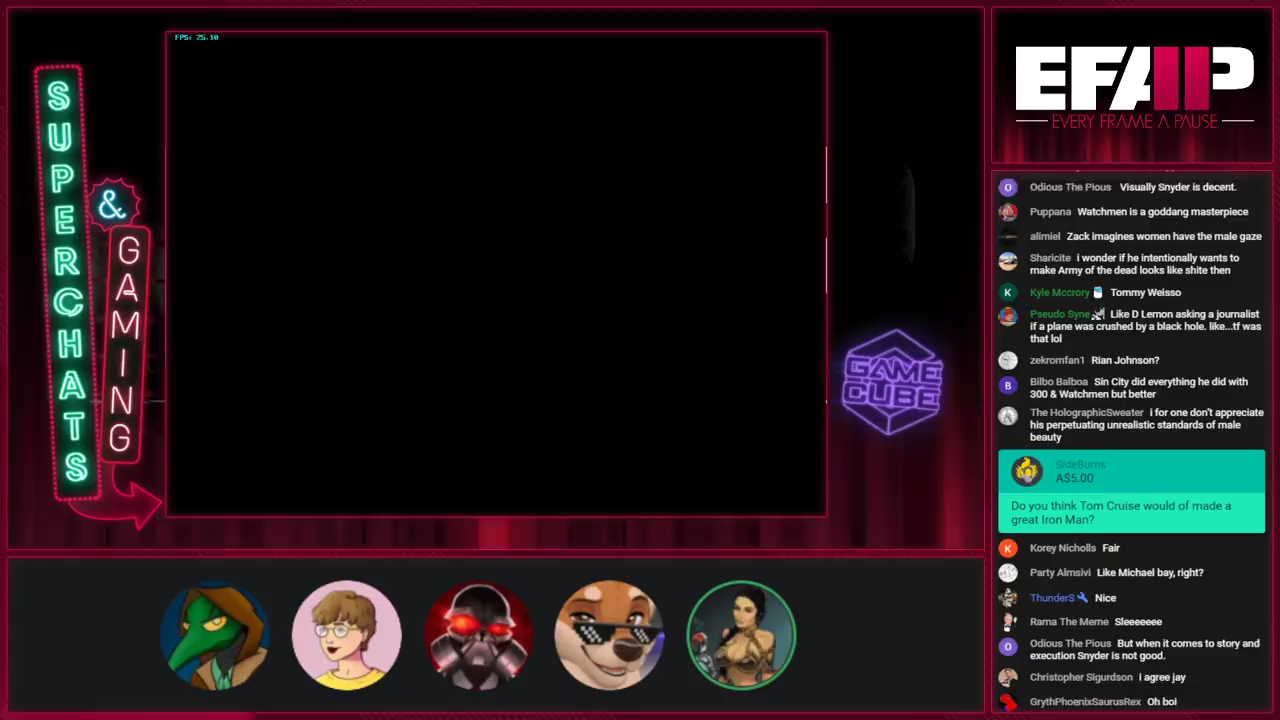 FPS: 25.10
SUPERCHATS
&
GAMING
GAME
CUBE
EFAP
EVERY FRAME A PAUSE
O Odious The Pious Visually Snyder is decent.
Puppana Watchmen is a goddang masterpiece
alimiel Zack imagines women have the male gaze
Sharicite i wonder if he intentionally wants to
make Army of the dead looks like shite then
K Kyle Mccrory Tommy Weisso
Pseudo Syne Like D Lemon asking a journalist
if a plane was crushed by a black hole. like...tf was
that lol
zekromfan1 Rian Johnson?
B Bilbo Balboa Sin City did everything he did with
300 & Watchmen but better
The HolographicSweater i for one don't appreciate
his perpetuating unrealistic standards of male
beauty
SideBurns
A$5.00
Do you think Tom Cruise would of made a
great Iron Man?
K Korey Nicholls Fair
Party Almsivi Like Michael bay, right?
ThunderS Nice
Rama The Meme Sleeeeeee
O Odious The Pious But when it comes to story and
execution Snyder is not good.
Christopher Sigurdson i agree jay
GrythPhoenixSaurusRex Oh boi